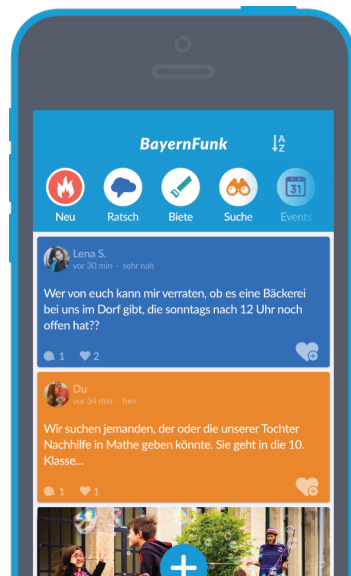 BayernFunk
A
Z
31
Neu Ratsch Biete Suche Events
Lena S.
vor 30 min - sehr nah
Wer von euch kann mir verraten, ob es eine Bäckerei
bei uns im Dorf gibt, die sonntags nach 12 Uhr noch
offen hat??
1 2
Du
vor 34 min - hier
Wir suchen jemanden, der oder die unserer Tochter
Nachhilfe in Mathe geben könnte. Sie geht in die 10.
Klasse...
1 1